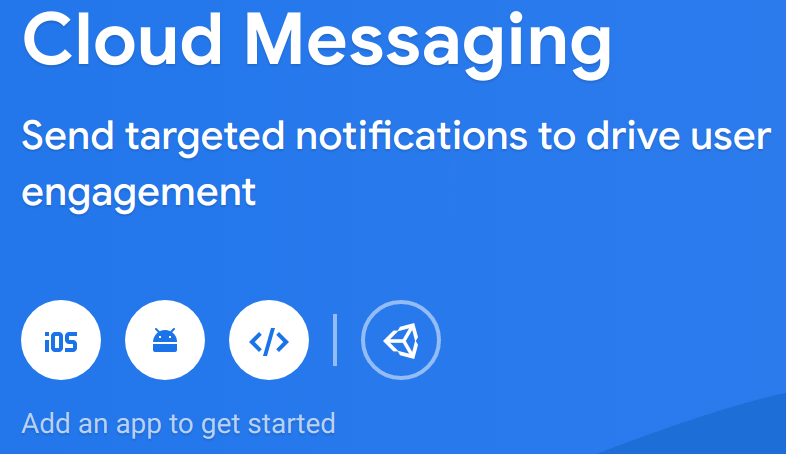 Cloud Messaging
Send targeted notifications to drive user
engagement
iOS
</>
Add an app to get started